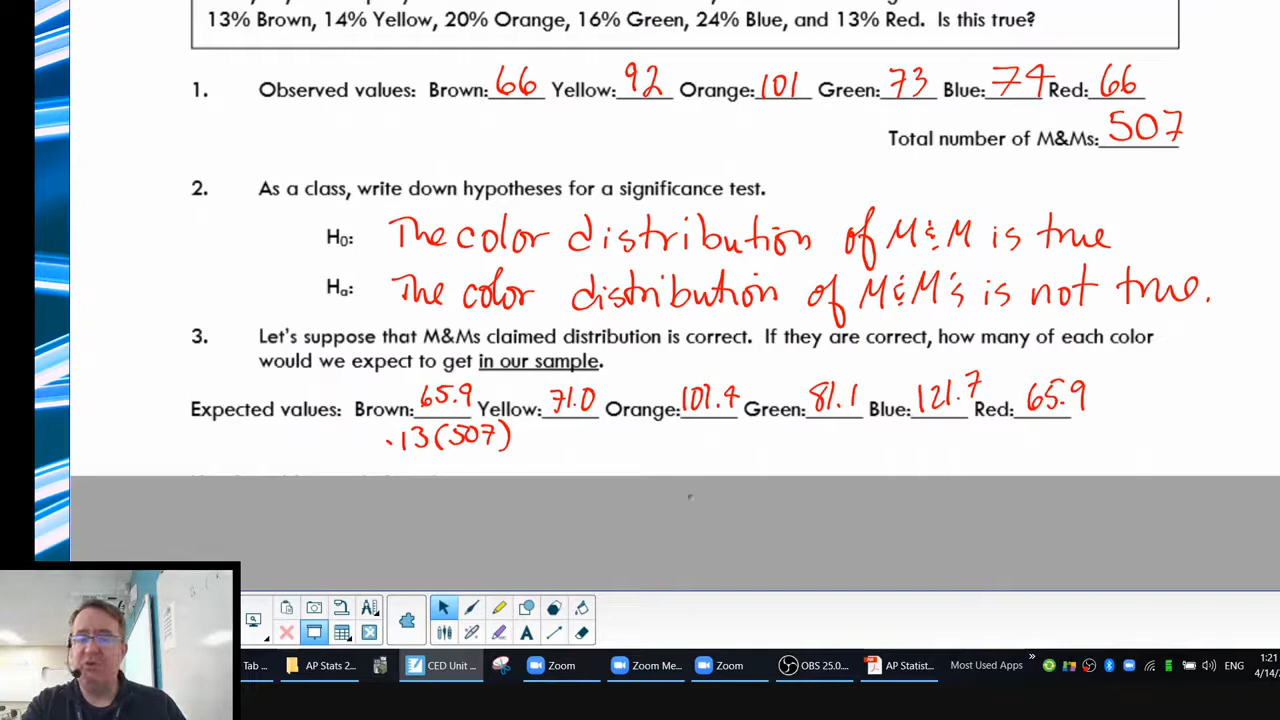 13% Brown, 14% Yellow, 20% Orange, 16% Green, 24% Blue, and 13% Red. Is this true?
1. Observed values: Brown: 66 Yellow: 92 Orange: 101 Green: 73 Blue: 74 Red: 66
Total number of M&Ms: 507
2. As a class, write down hypotheses for a significance test.
H0: The color distribution of M&M is true
Ha: The color distribution of M&M's is not true.
3. Let's suppose that M&Ms claimed distribution is correct. If they are correct, how many of each color
would we expect to get in our sample.
Expected values: Brown: 65.9 Yellow: 71.0 Orange: 101.4 Green: 81.1 Blue: 121.7 Red: 65.9
.13(507)
Tab ... AP Stats 2... CED Unit ... Zoom Zoom Me... Zoom OBS 25.0... AP Statist... Most Used Apps ENG 1:21
4/14/